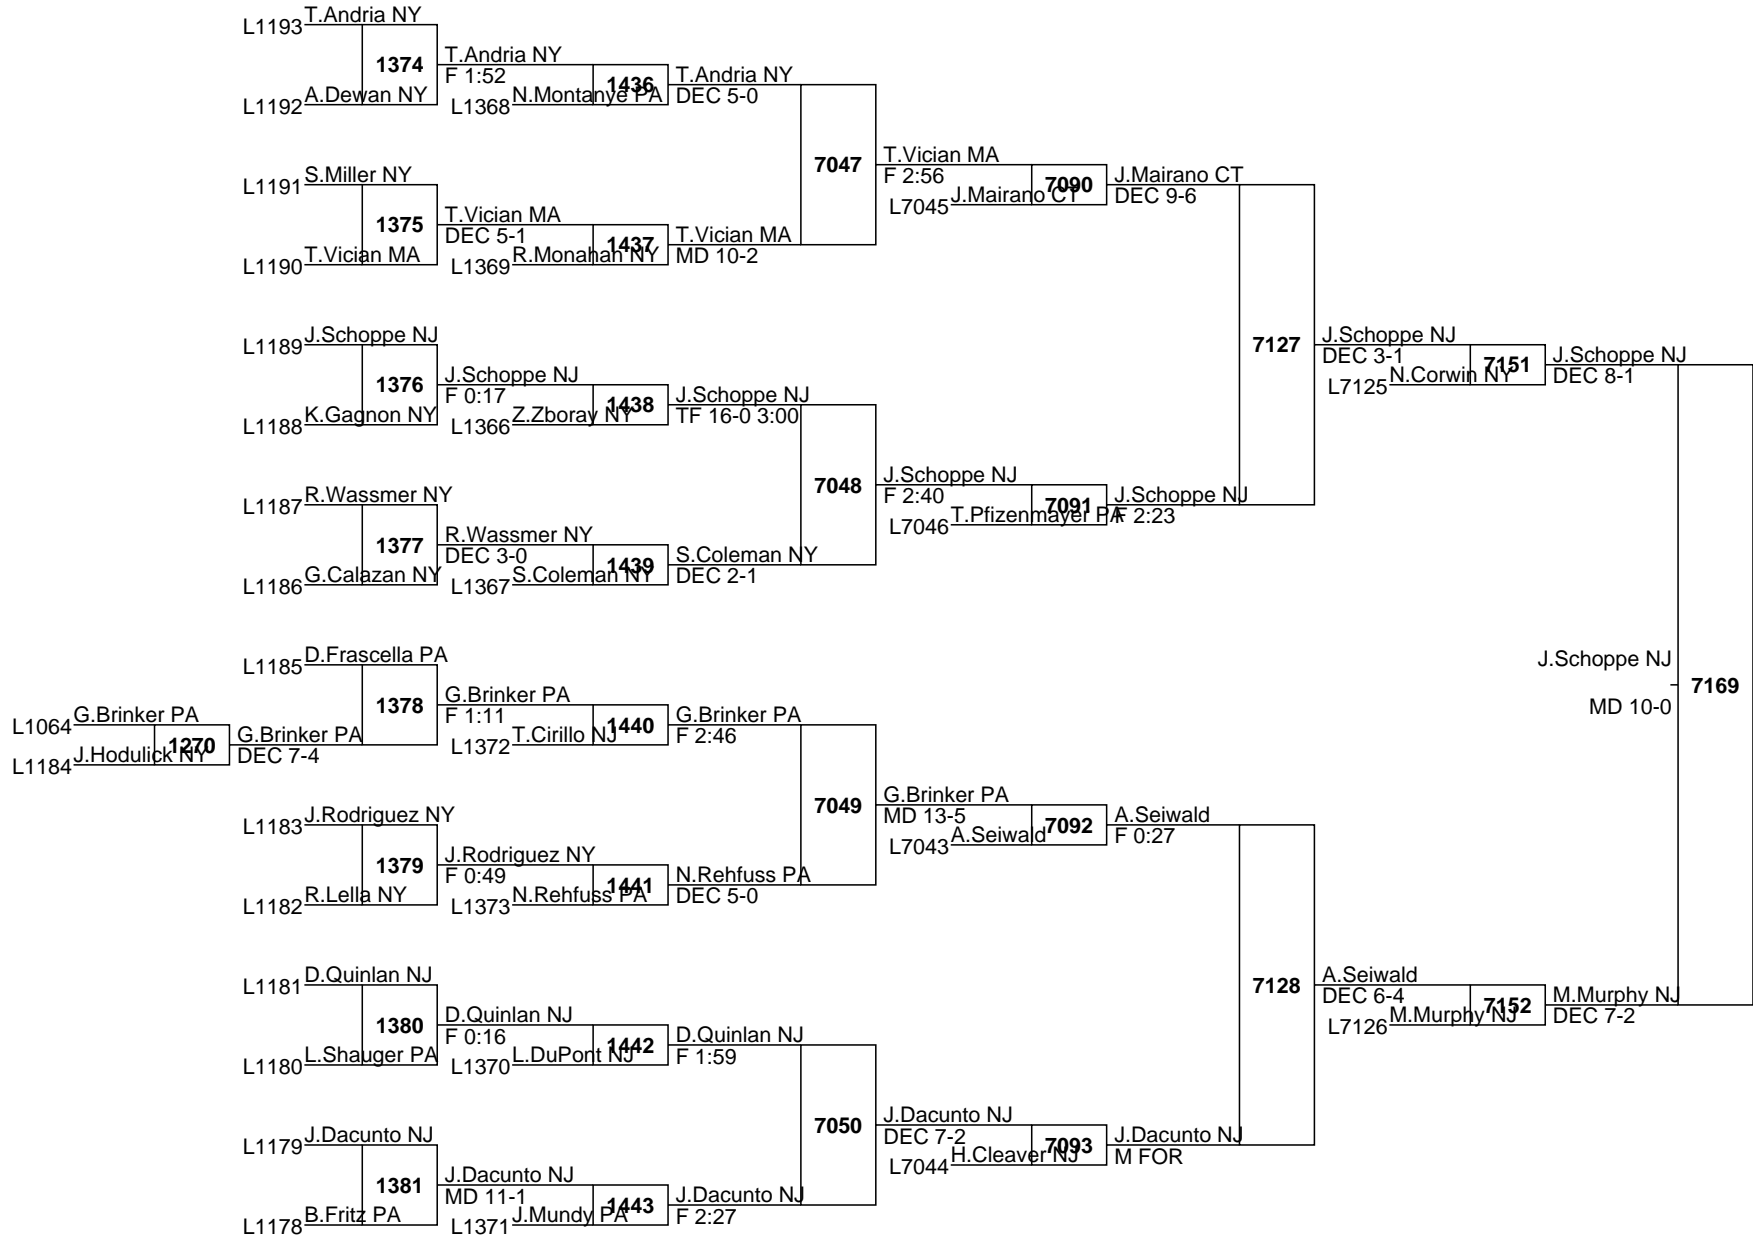 L1193 T.Andria NY
1374
L1192 A.Dewan NY
T.Andria NY
F 1:52
L1368 N.Montanye PA
1436
T.Andria NY
DEC 5-0
L1191 S.Miller NY
1375
L1190 T.Vician MA
T.Vician MA
DEC 5-1
L1369 R.Monahan NY
1437
T.Vician MA
MD 10-2
7047
T.Vician MA
F 2:56
L7045 J.Mairano CT
7090
J.Mairano CT
DEC 9-6
L1189 J.Schoppe NJ
1376
L1188 K.Gagnon NY
J.Schoppe NJ
F 0:17
L1366 Z.Zboray NY
1438
J.Schoppe NJ
TF 16-0 3:00
L1187 R.Wassmer NY
1377
L1186 G.Calazan NY
R.Wassmer NY
DEC 3-0
L1367 S.Coleman NY
1439
S.Coleman NY
DEC 2-1
7048
J.Schoppe NJ
F 2:40
L7046 T.Pfizenmayer PA
7091
J.Schoppe NJ
F 2:23
7127
J.Schoppe NJ
DEC 3-1
L7125 N.Corwin NY
7151
J.Schoppe NJ
DEC 8-1
L1064 G.Brinker PA
1270
L1184 J.Hodulick NY
G.Brinker PA
DEC 7-4
L1185 D.Frascella PA
1378
G.Brinker PA
F 1:11
L1372 T.Cirillo NJ
1440
G.Brinker PA
F 2:46
L1183 J.Rodriguez NY
1379
L1182 R.Lella NY
J.Rodriguez NY
F 0:49
L1373 N.Rehfuss PA
1441
N.Rehfuss PA
DEC 5-0
7049
G.Brinker PA
MD 13-5
L7043 A.Seiwald
7092
A.Seiwald
F 0:27
L1181 D.Quinlan NJ
1380
L1180 L.Shauger PA
D.Quinlan NJ
F 0:16
L1370 L.DuPont NJ
1442
D.Quinlan NJ
F 1:59
L1179 J.Dacunto NJ
1381
L1178 B.Fritz PA
J.Dacunto NJ
MD 11-1
L1371 J.Mundy PA
1443
J.Dacunto NJ
F 2:27
7050
J.Dacunto NJ
DEC 7-2
L7044 H.Cleaver NJ
7093
J.Dacunto NJ
M FOR
7128
A.Seiwald
DEC 6-4
L7126 M.Murphy NJ
7152
M.Murphy NJ
DEC 7-2
J.Schoppe NJ
7169
MD 10-0